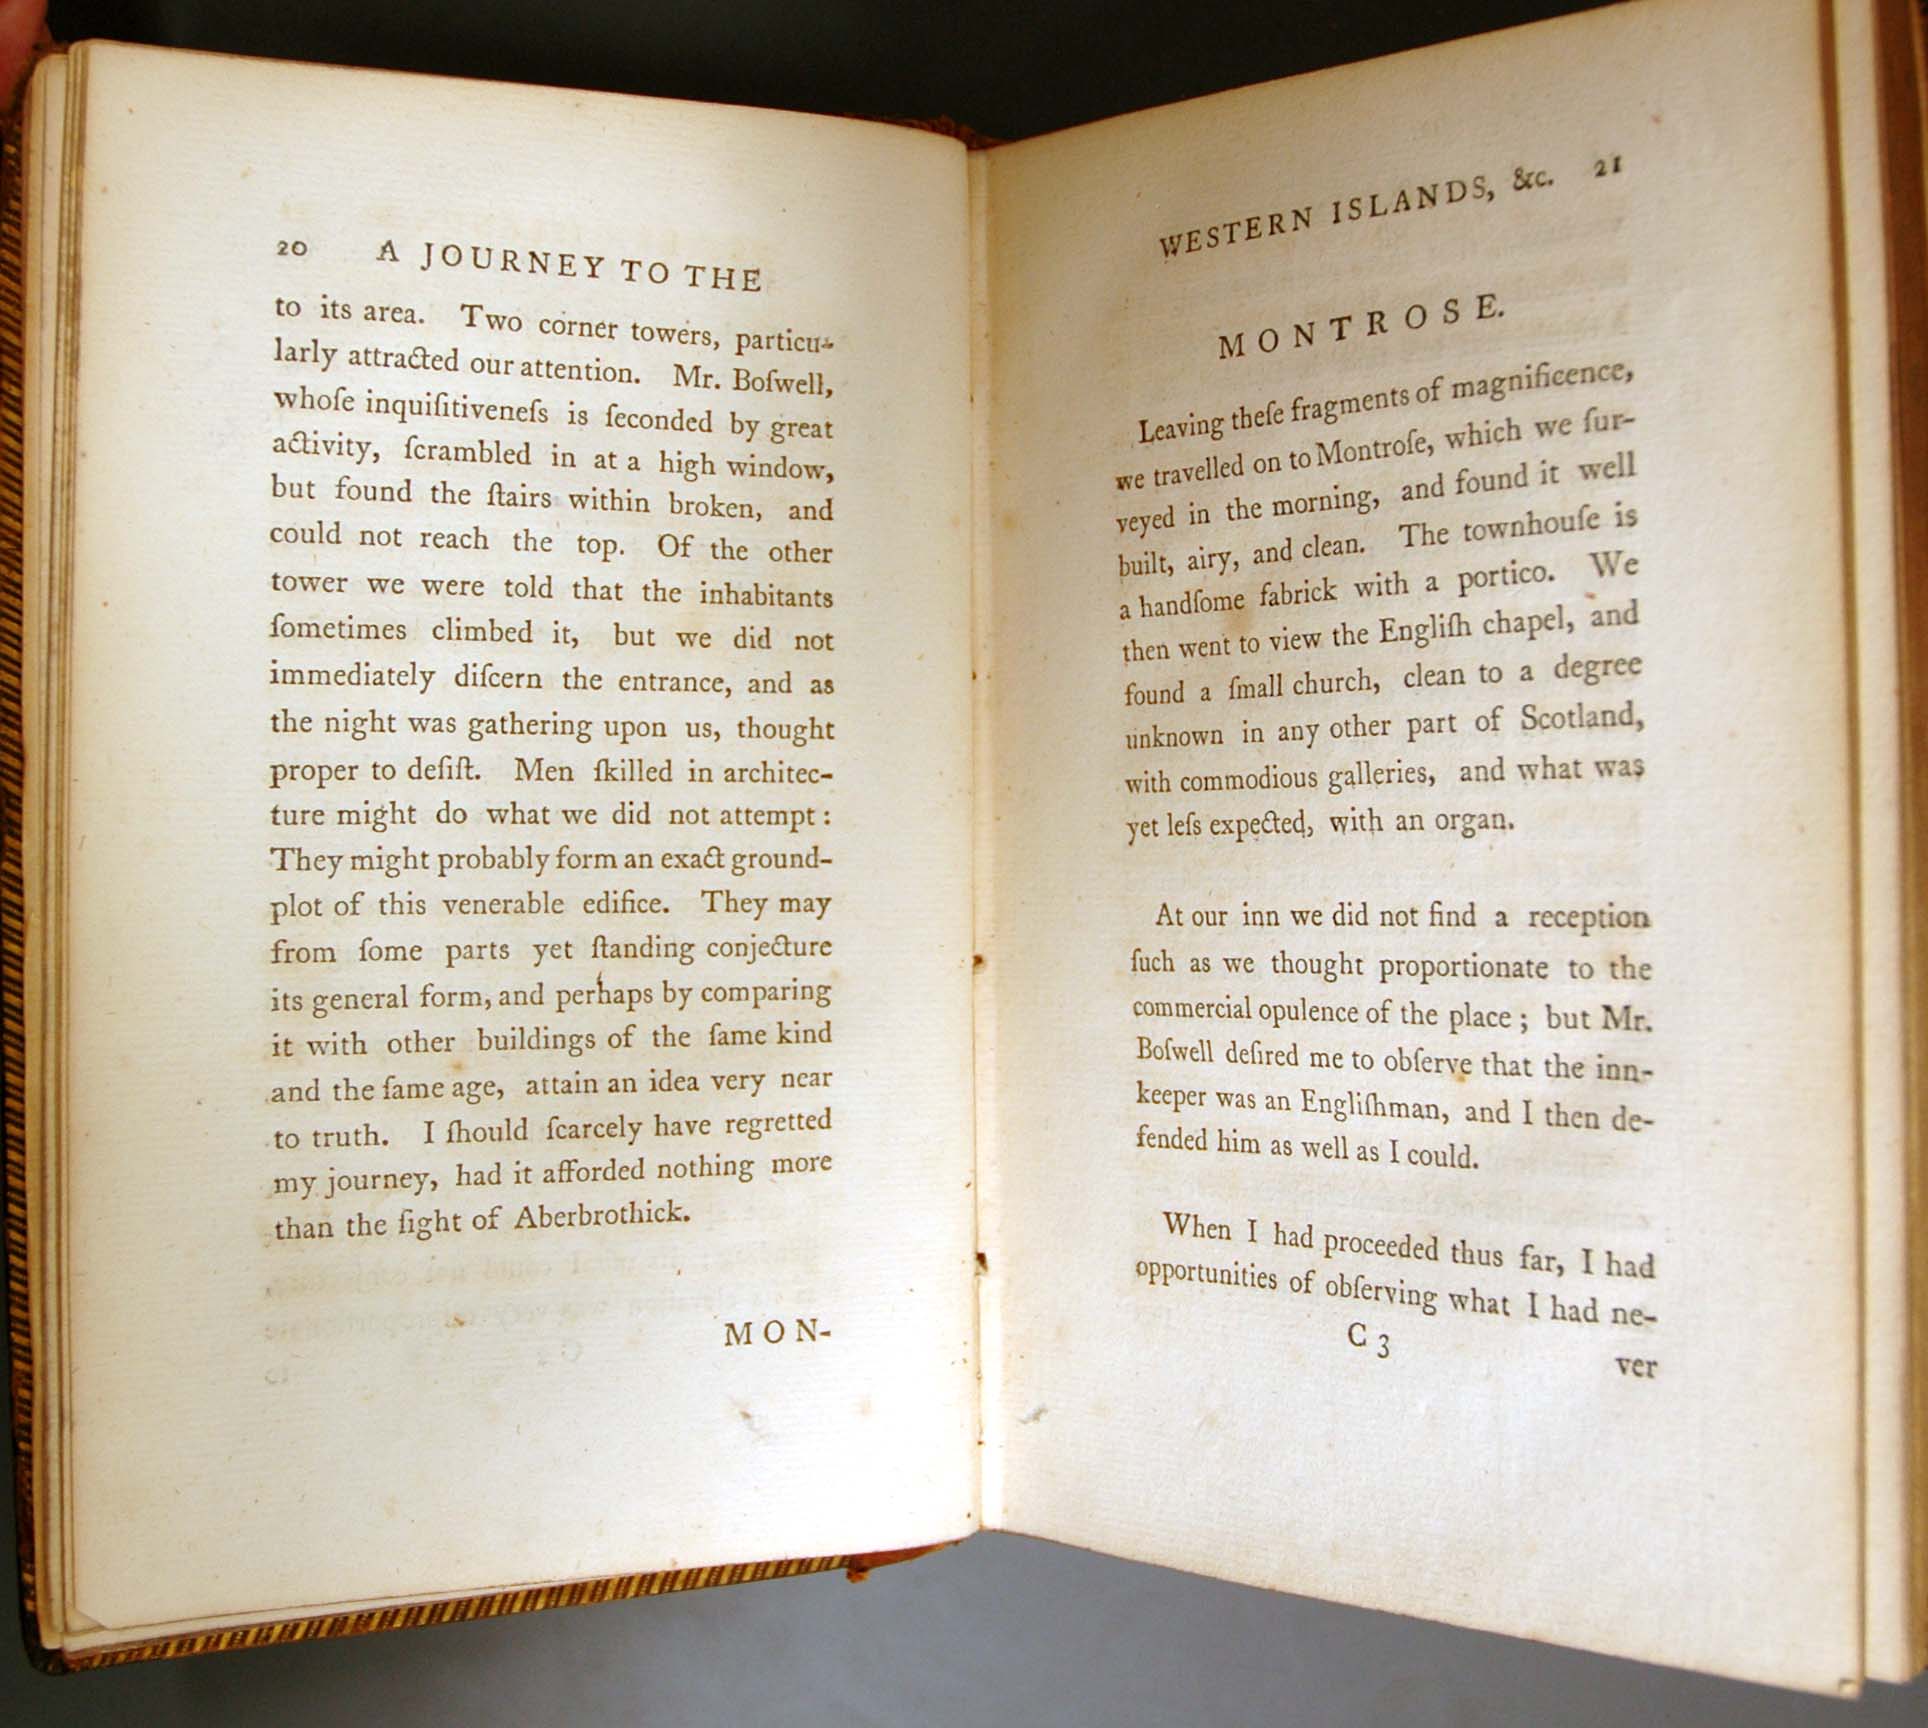 20 A JOURNEY TO THE
to its area. Two corner towers, particu-
larly attracted our attention. Mr. Boſwell,
whoſe inquiſitiveneſs is ſeconded by great
activity, ſcrambled in at a high window,
but found the ſtairs within broken, and
could not reach the top. Of the other
tower we were told that the inhabitants
ſometimes climbed it, but we did not
immediately diſcern the entrance, and as
the night was gathering upon us, thought
proper to deſiſt. Men ſkilled in architec-
ture might do what we did not attempt:
They might probably form an exact ground-
plot of this venerable edifice. They may
from ſome parts yet ſtanding conjecture
its general form, and perhaps by comparing
it with other buildings of the ſame kind
and the ſame age, attain an idea very near
to truth. I ſhould ſcarcely have regretted
my journey, had it afforded nothing more
than the ſight of Aberbrothick.
MON-
WESTERN ISLANDS, &c. 21
MONTROSE.
Leaving theſe fragments of magnificence,
we travelled on to Montroſe, which we ſur-
veyed in the morning, and found it well
built, airy, and clean. The townhouſe is
a handſome fabrick with a portico. We
then went to view the Engliſh chapel, and
found a ſmall church, clean to a degree
unknown in any other part of Scotland,
with commodious galleries, and what was
yet leſs expected, with an organ.
At our inn we did not find a reception
ſuch as we thought proportionate to the
commercial opulence of the place; but Mr.
Boſwell deſired me to obſerve that the inn-
keeper was an Engliſhman, and I then de-
fended him as well as I could.
When I had proceeded thus far, I had
opportunities of obſerving what I had ne-
C 3
ver